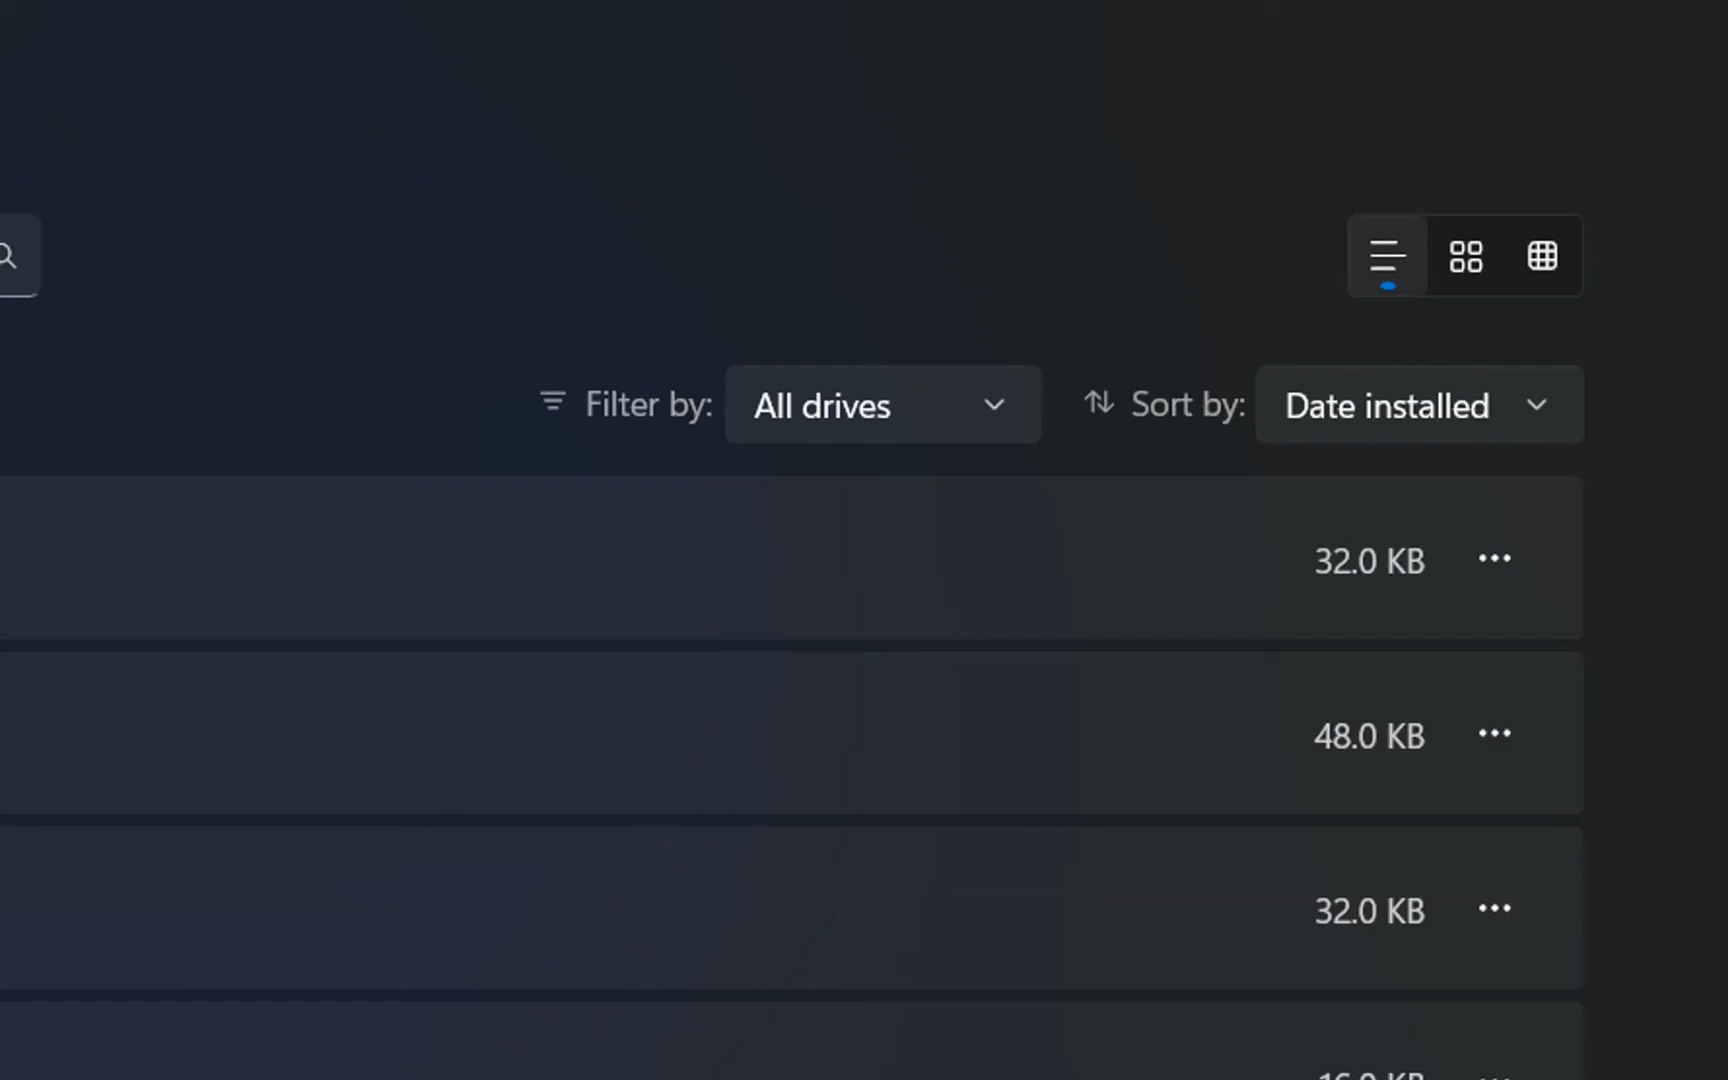 Filter by: All drives Sort by: Date installed
32.0 KB
48.0 KB
32.0 KB